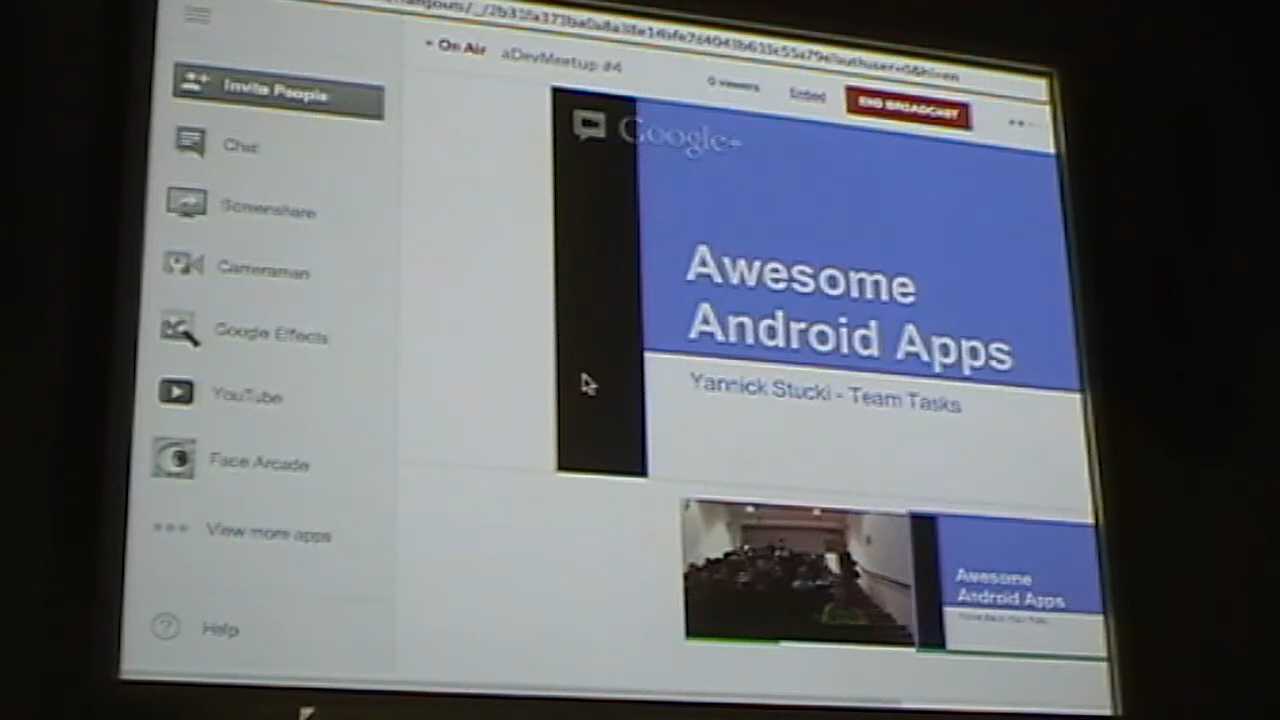 On Air aDevMeetup #4
0 viewers Embed END BROADCAST
Invite People
Chat
Screenshare
Cameraman
Google Effects
YouTube
Face Arcade
View more apps
Help
Google+
Awesome
Android Apps
Yannick Stucki - Team Tasks
Awesome
Android Apps